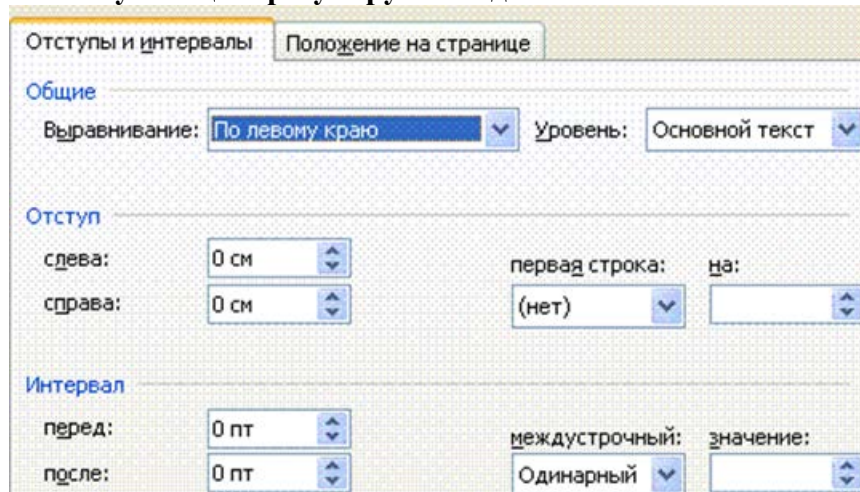 Отступы и интервалы Положение на странице
Общие
Выравнивание: По левому краю Уровень: Основной текст
Отступ
слева: 0 см первая строка: на:
справа: 0 см (нет)
Интервал
перед: 0 пт междустрочный: значение:
после: 0 пт Одинарный